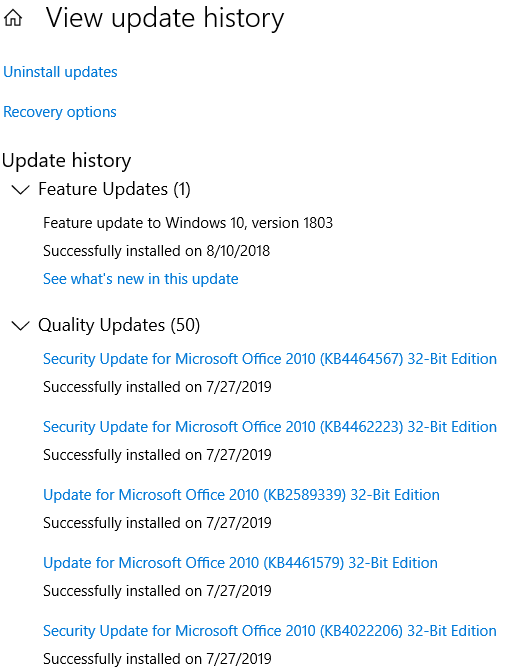 View update history
Uninstall updates
Recovery options
Update history
Feature Updates (1)
Feature update to Windows 10, version 1803
Successfully installed on 8/10/2018
See what's new in this update
Quality Updates (50)
Security Update for Microsoft Office 2010 (KB4464567) 32-Bit Edition
Successfully installed on 7/27/2019
Security Update for Microsoft Office 2010 (KB4462223) 32-Bit Edition
Successfully installed on 7/27/2019
Update for Microsoft Office 2010 (KB2589339) 32-Bit Edition
Successfully installed on 7/27/2019
Update for Microsoft Office 2010 (KB4461579) 32-Bit Edition
Successfully installed on 7/27/2019
Security Update for Microsoft Office 2010 (KB4022206) 32-Bit Edition
Successfully installed on 7/27/2019